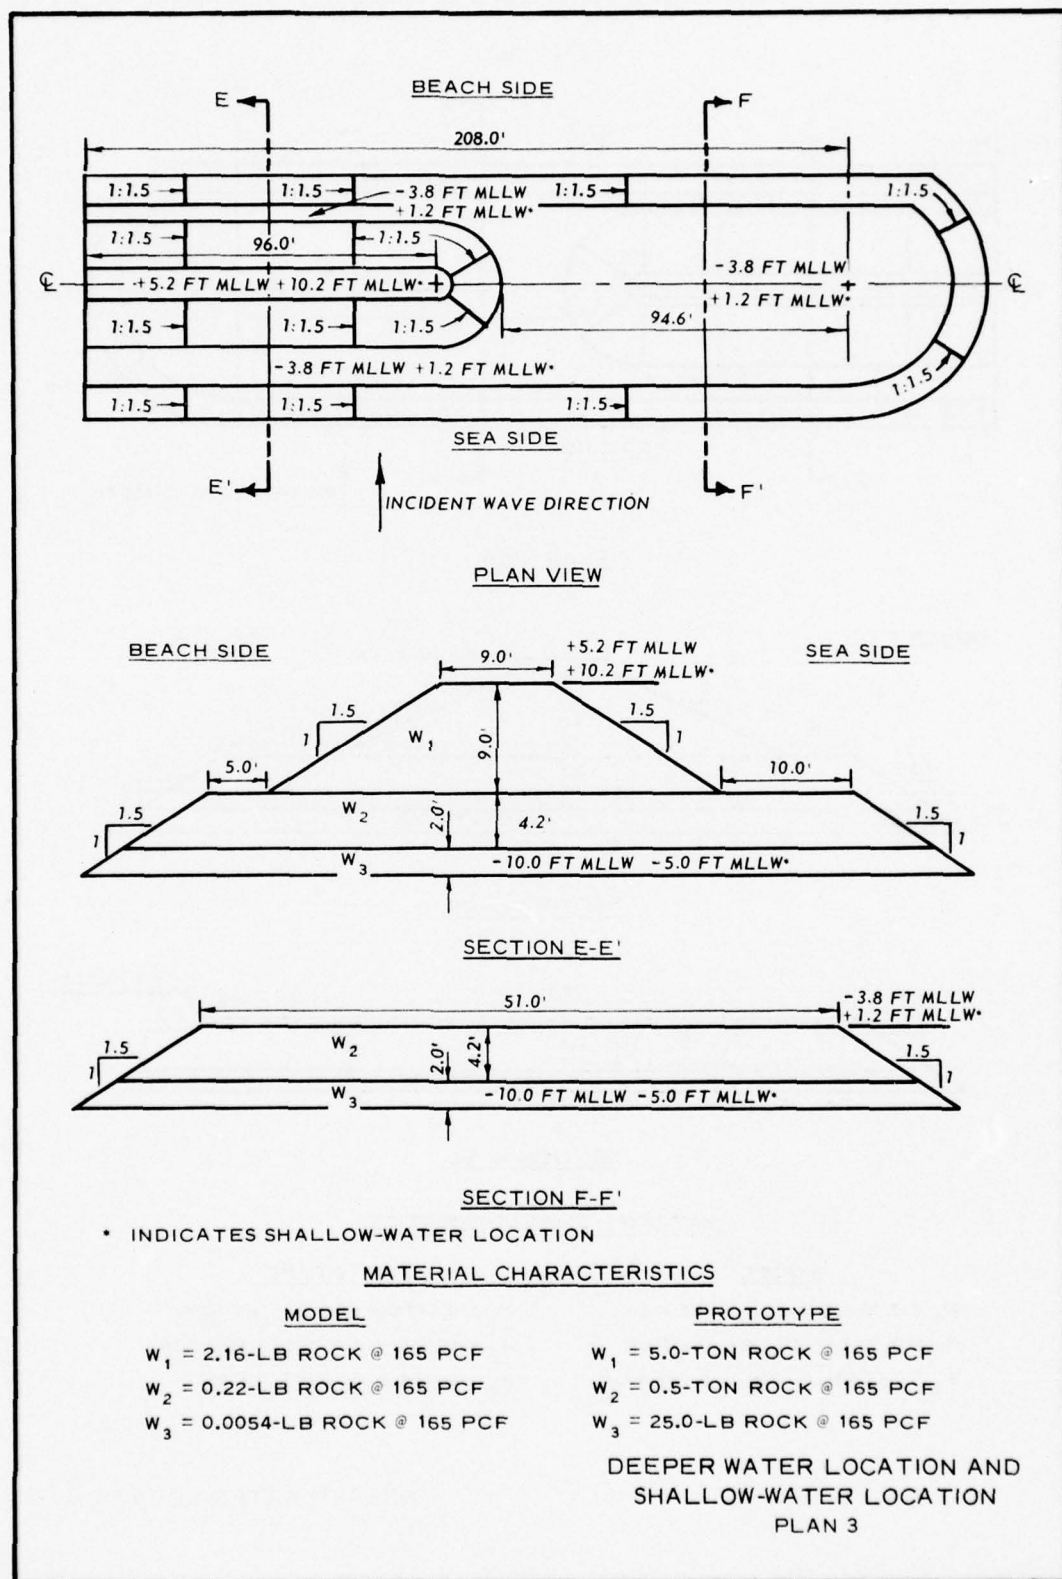 BEACH SIDE
E F
208.0'
1:1.5 1:1.5 -3.8 FT MLLW 1:1.5 1:1.5
+1.2 FT MLLW*
1:1.5 1:1.5
96.0'
-3.8 FT MLLW
℄ +5.2 FT MLLW +10.2 FT MLLW* ℄
+1.2 FT MLLW*
94.6'
1:1.5 1:1.5 1:1.5
-3.8 FT MLLW +1.2 FT MLLW*
1:1.5
1:1.5 1:1.5 1:1.5
SEA SIDE
E' F'
INCIDENT WAVE DIRECTION
PLAN VIEW
BEACH SIDE 9.0' +5.2 FT MLLW SEA SIDE
+10.2 FT MLLW*
1.5 1.5
1 W1 9.0' 1
5.0' 10.0'
1.5 W2 2.0' 4.2' 1.5
1 1
W3 -10.0 FT MLLW -5.0 FT MLLW*
SECTION E-E'
51.0' -3.8 FT MLLW
+1.2 FT MLLW*
1.5 W2 2.0' 4.2' 1.5
1 1
W3 -10.0 FT MLLW -5.0 FT MLLW*
SECTION F-F'
* INDICATES SHALLOW-WATER LOCATION
MATERIAL CHARACTERISTICS
MODEL PROTOTYPE
W1 = 2.16-LB ROCK @ 165 PCF W1 = 5.0-TON ROCK @ 165 PCF
W2 = 0.22-LB ROCK @ 165 PCF W2 = 0.5-TON ROCK @ 165 PCF
W3 = 0.0054-LB ROCK @ 165 PCF W3 = 25.0-LB ROCK @ 165 PCF
DEEPER WATER LOCATION AND
SHALLOW-WATER LOCATION
PLAN 3